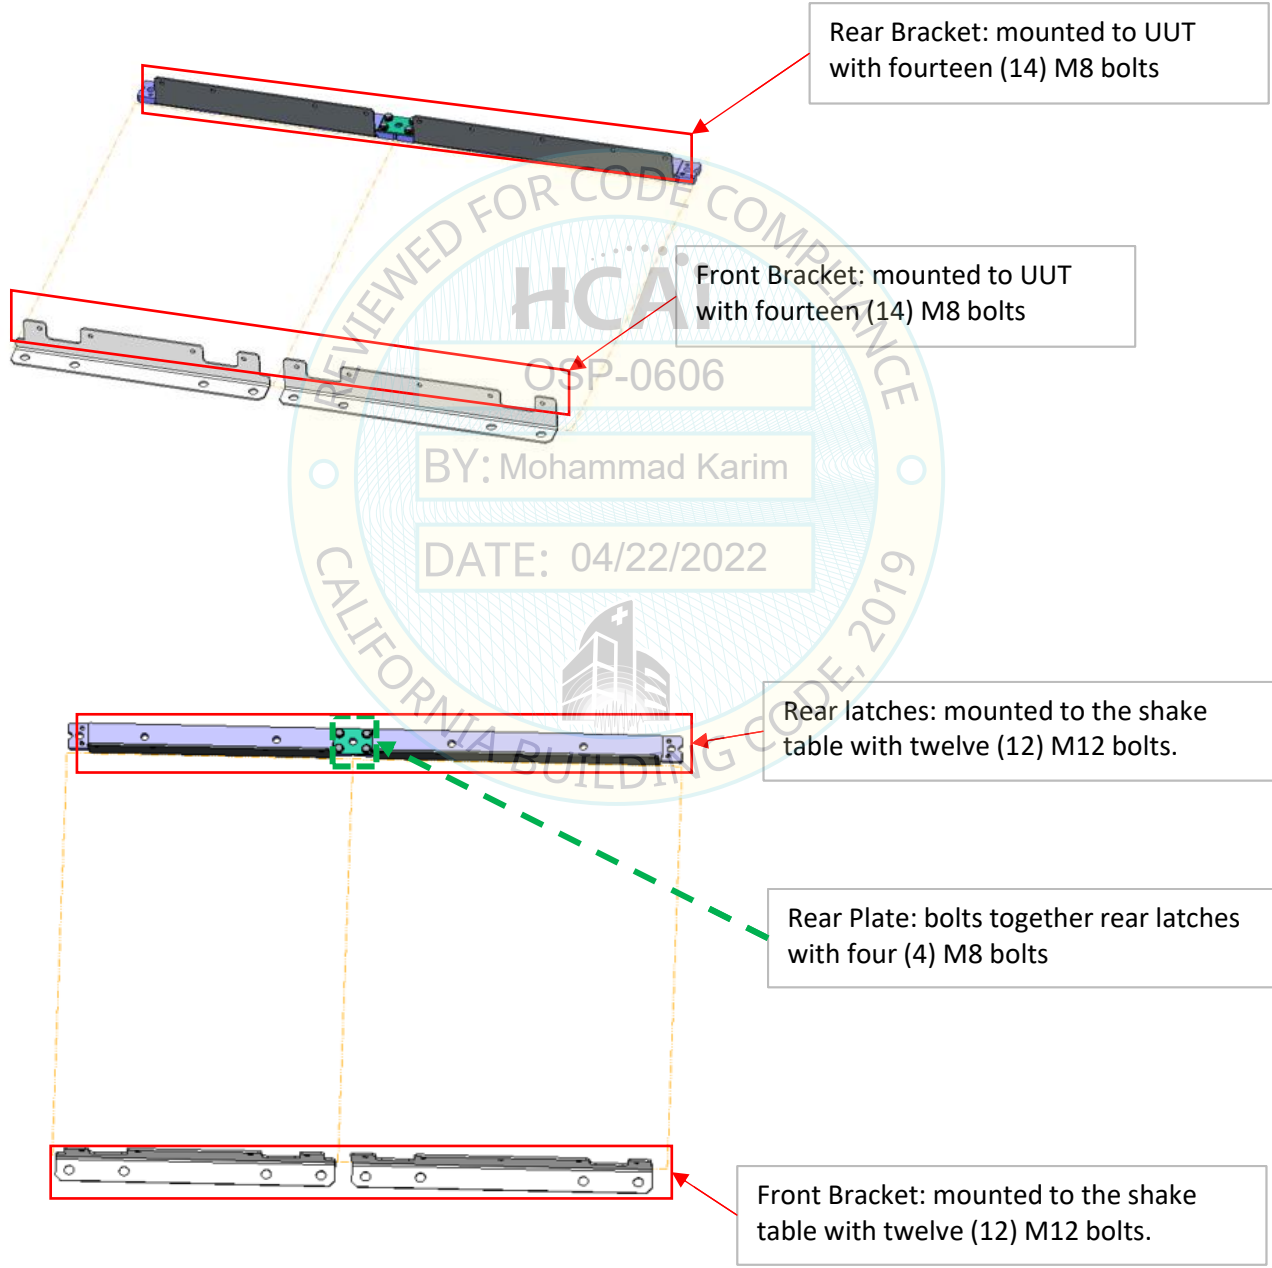 Rear Bracket: mounted to UUT
with fourteen (14) M8 bolts
REVIEWED FOR CODE COMPLIANCE
HCAi
Front Bracket: mounted to UUT
with fourteen (14) M8 bolts
OSP-0606
BY: Mohammad Karim
DATE: 04/22/2022
CALIFORNIA BUILDING CODE, 2019
Rear latches: mounted to the shake
table with twelve (12) M12 bolts.
Rear Plate: bolts together rear latches
with four (4) M8 bolts
Front Bracket: mounted to the shake
table with twelve (12) M12 bolts.